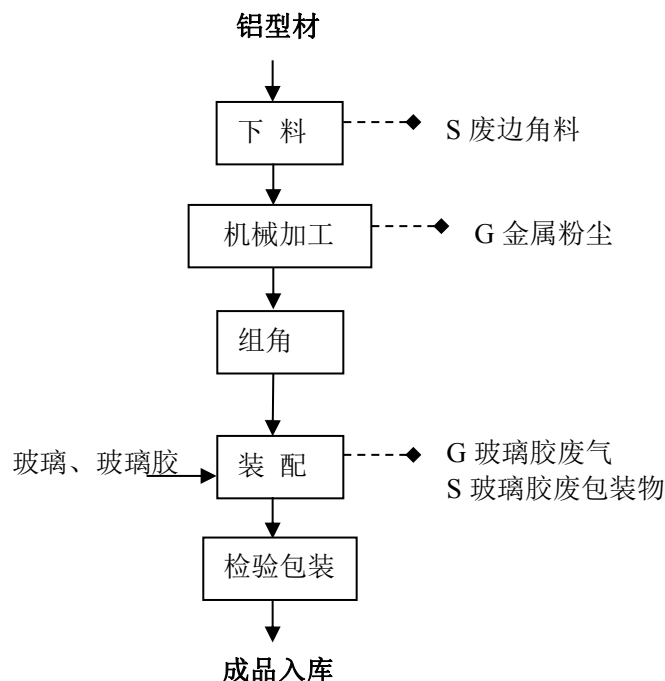 铝型材
下 料
S 废边角料
机械加工
G 金属粉尘
组角
玻璃、玻璃胶
装 配
G 玻璃胶废气
S 玻璃胶废包装物
检验包装
成品入库